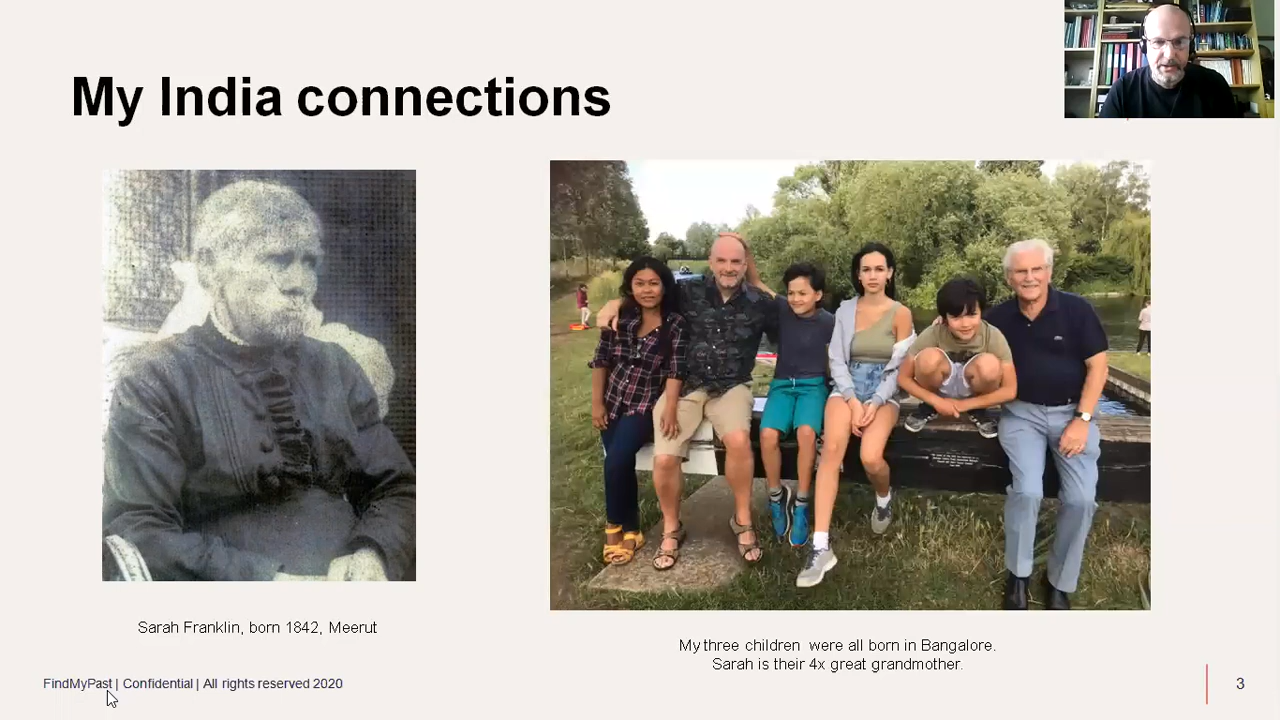 My India connections
Sarah Franklin, born 1842, Meerut
My three children were all born in Bangalore.
Sarah is their 4x great grandmother.
FindMyPast | Confidential | All rights reserved 2020
3